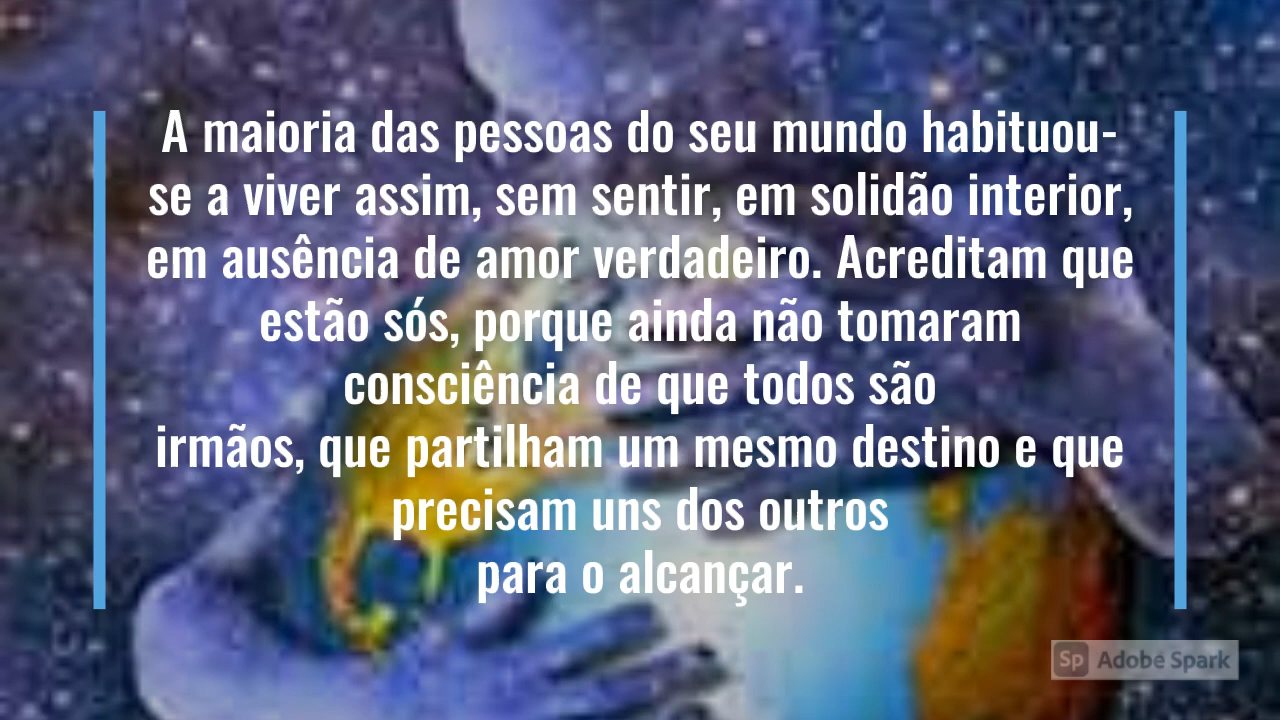 A maioria das pessoas do seu mundo habituou-
se a viver assim, sem sentir, em solidão interior,
em ausência de amor verdadeiro. Acreditam que
estão sós, porque ainda não tomaram
consciência de que todos são
irmãos, que partilham um mesmo destino e que
precisam uns dos outros
para o alcançar.
Sp Adobe Spark